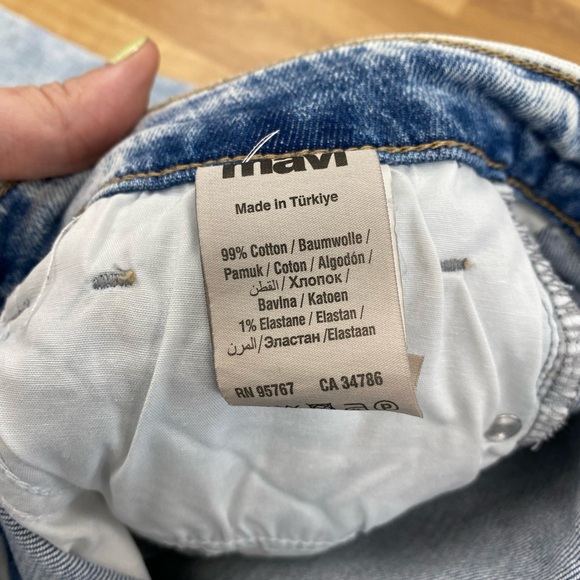 mavi
Made in Türkiye
99% Cotton / Baumwolle /
Pamuk / Coton / Algodón /
القطن / Хлопок /
Bavlna / Katoen
1% Elastane / Elastan /
المرن/Эластан /Elastaan
RN 95767 CA 34786
P